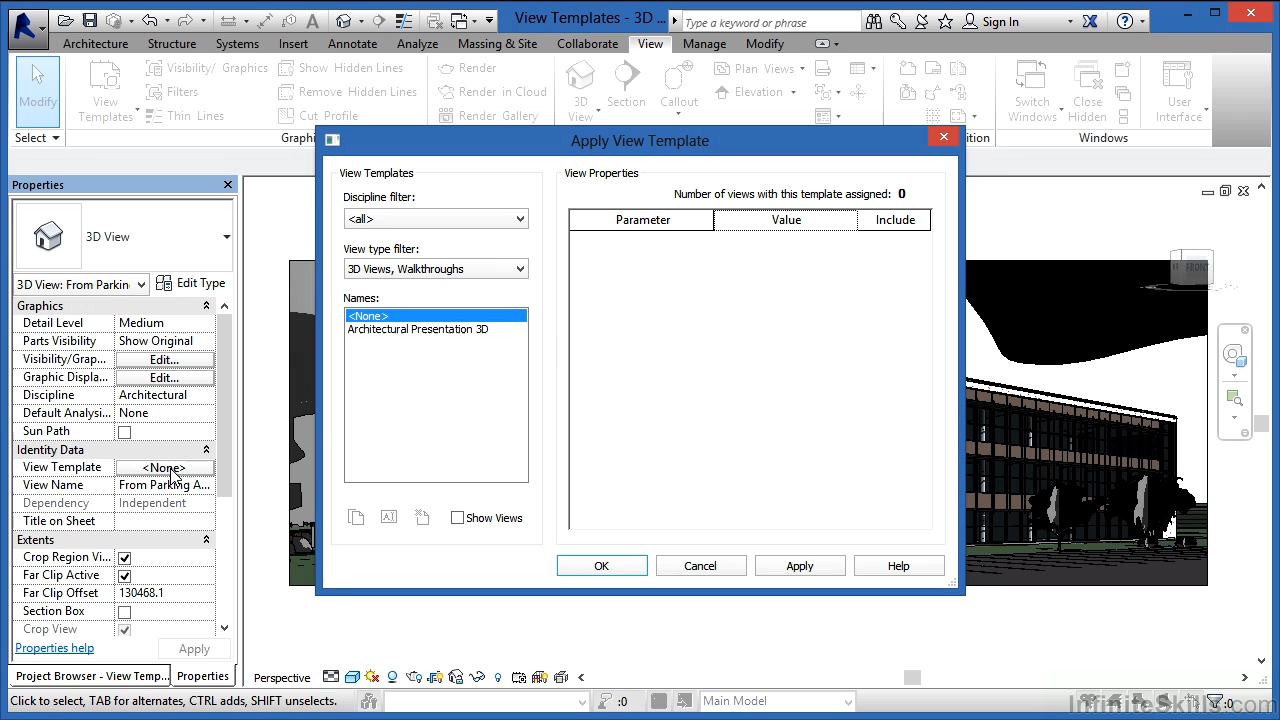 View Templates - 3D ...
Type a keyword or phrase
Sign In
Architecture Structure Systems Insert Annotate Analyze Massing & Site Collaborate View Manage Modify
Modify
View Templates
Visibility/ Graphics
Filters
Thin Lines
Show Hidden Lines
Remove Hidden Lines
Cut Profile
Render
Render in Cloud
Render Gallery
3D View
Section
Callout
Plan Views
Elevation
Switch Windows
Close Hidden
User Interface
Select
Graphi
ition
Windows
Properties
3D View
3D View: From Parkin
Edit Type
Graphics
Detail Level Medium
Parts Visibility Show Original
Visibility/Grap... Edit...
Graphic Displa... Edit...
Discipline Architectural
Default Analysi... None
Sun Path
Identity Data
View Template <None>
View Name From Parking A...
Dependency Independent
Title on Sheet
Extents
Crop Region Vi...
Far Clip Active
Far Clip Offset 130468.1
Section Box
Crop View
Properties help
Apply
Project Browser - View Temp...
Properties
Apply View Template
View Templates
Discipline filter:
<all>
View type filter:
3D Views, Walkthroughs
Names:
<None>
Architectural Presentation 3D
Show Views
View Properties
Number of views with this template assigned: 0
Parameter Value Include
OK Cancel Apply Help
FRONT
Perspective
Click to select, TAB for alternates, CTRL adds, SHIFT unselects.
:0
Main Model
:0
InfiniteSkills.com